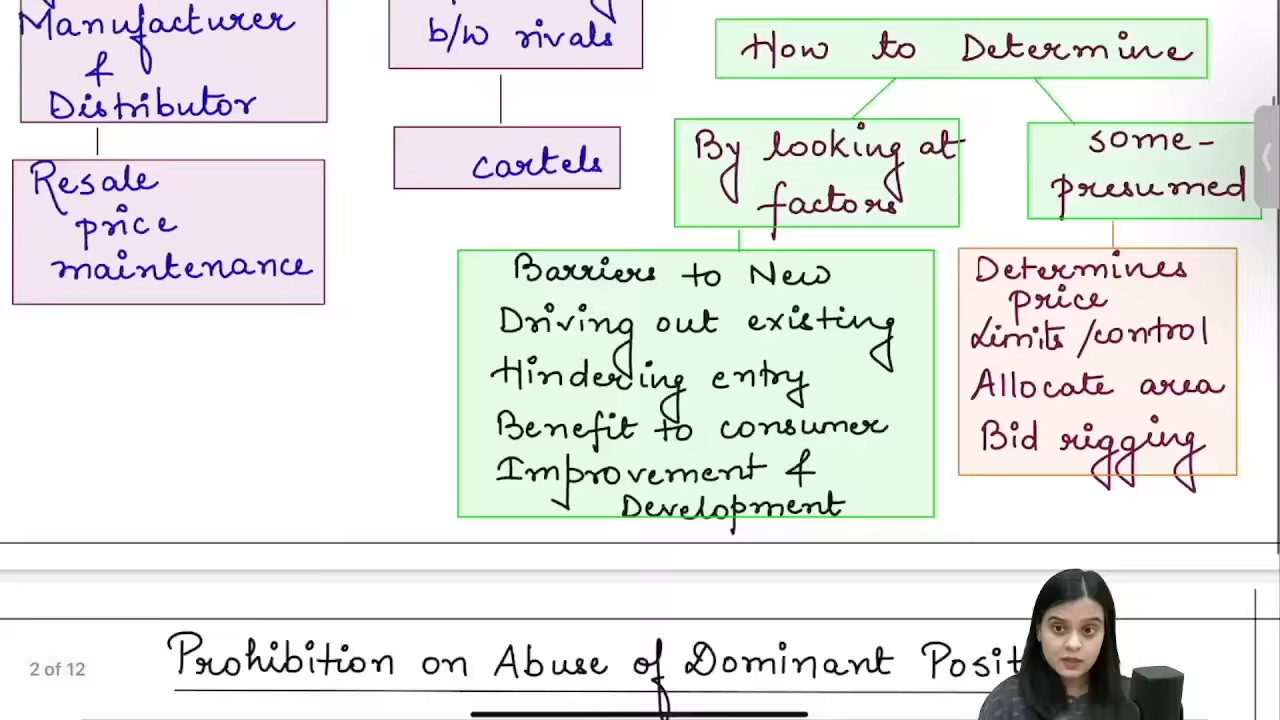 Manufacturer
&
Distributor
Resale
price
maintenance
b/w rivals
cartels
How to Determine
By looking at
factors
some-
presumed
Barriers to New
Driving out existing
Hindering entry
Benefit to consumer
Improvement &
Development
Determines
price
Limits/control
Allocate area
Bid rigging
2 of 12
Prohibition on Abuse of Dominant Posit